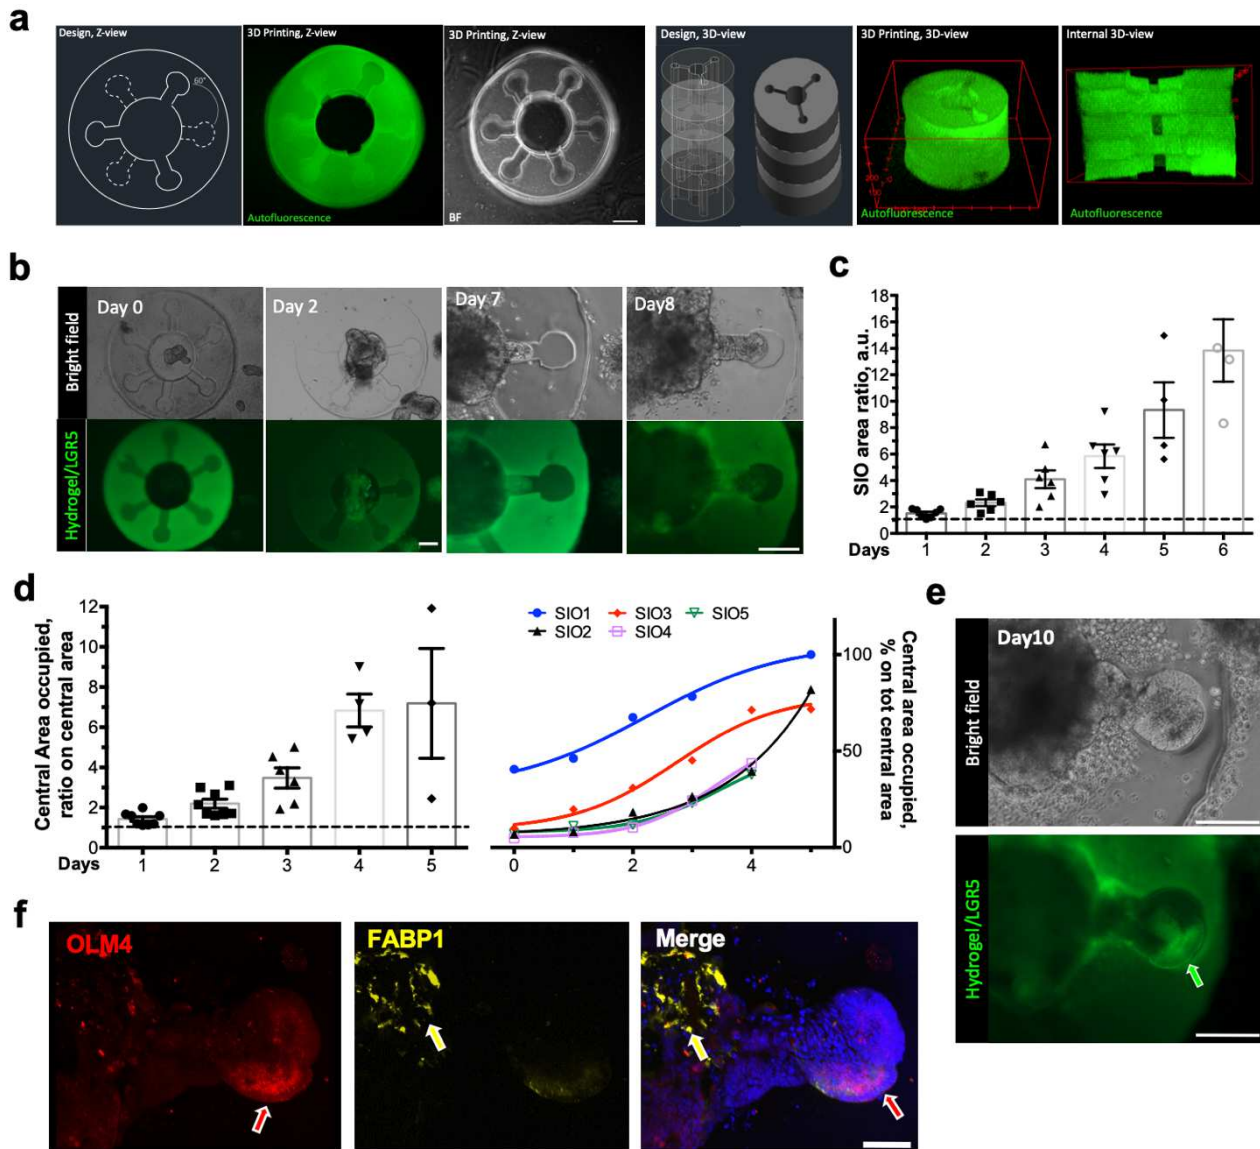 a
Design, Z-view
3D Printing, Z-view
3D Printing, Z-view
Design, 3D-view
3D Printing, 3D-view
Internal 3D-view
60°
Autofluorescence
BF
Autofluorescence
Autofluorescence
b
Bright field
Day 0
Day 2
Day 7
Day8
Hydrogel/LGR5
c
SIO area ratio, a.u.
18
16
14
12
10
8
6
4
2
0
Days
1
2
3
4
5
6
d
Central Area occupied,
ratio on central area
12
10
8
6
4
2
0
Days
1
2
3
4
5
SIO1
SIO3
SIO5
SIO2
SIO4
100
50
0
Central area occupied,
% on tot central area
0
2
4
e
Bright field
Day10
Hydrogel/LGR5
f
OLM4
FABP1
Merge